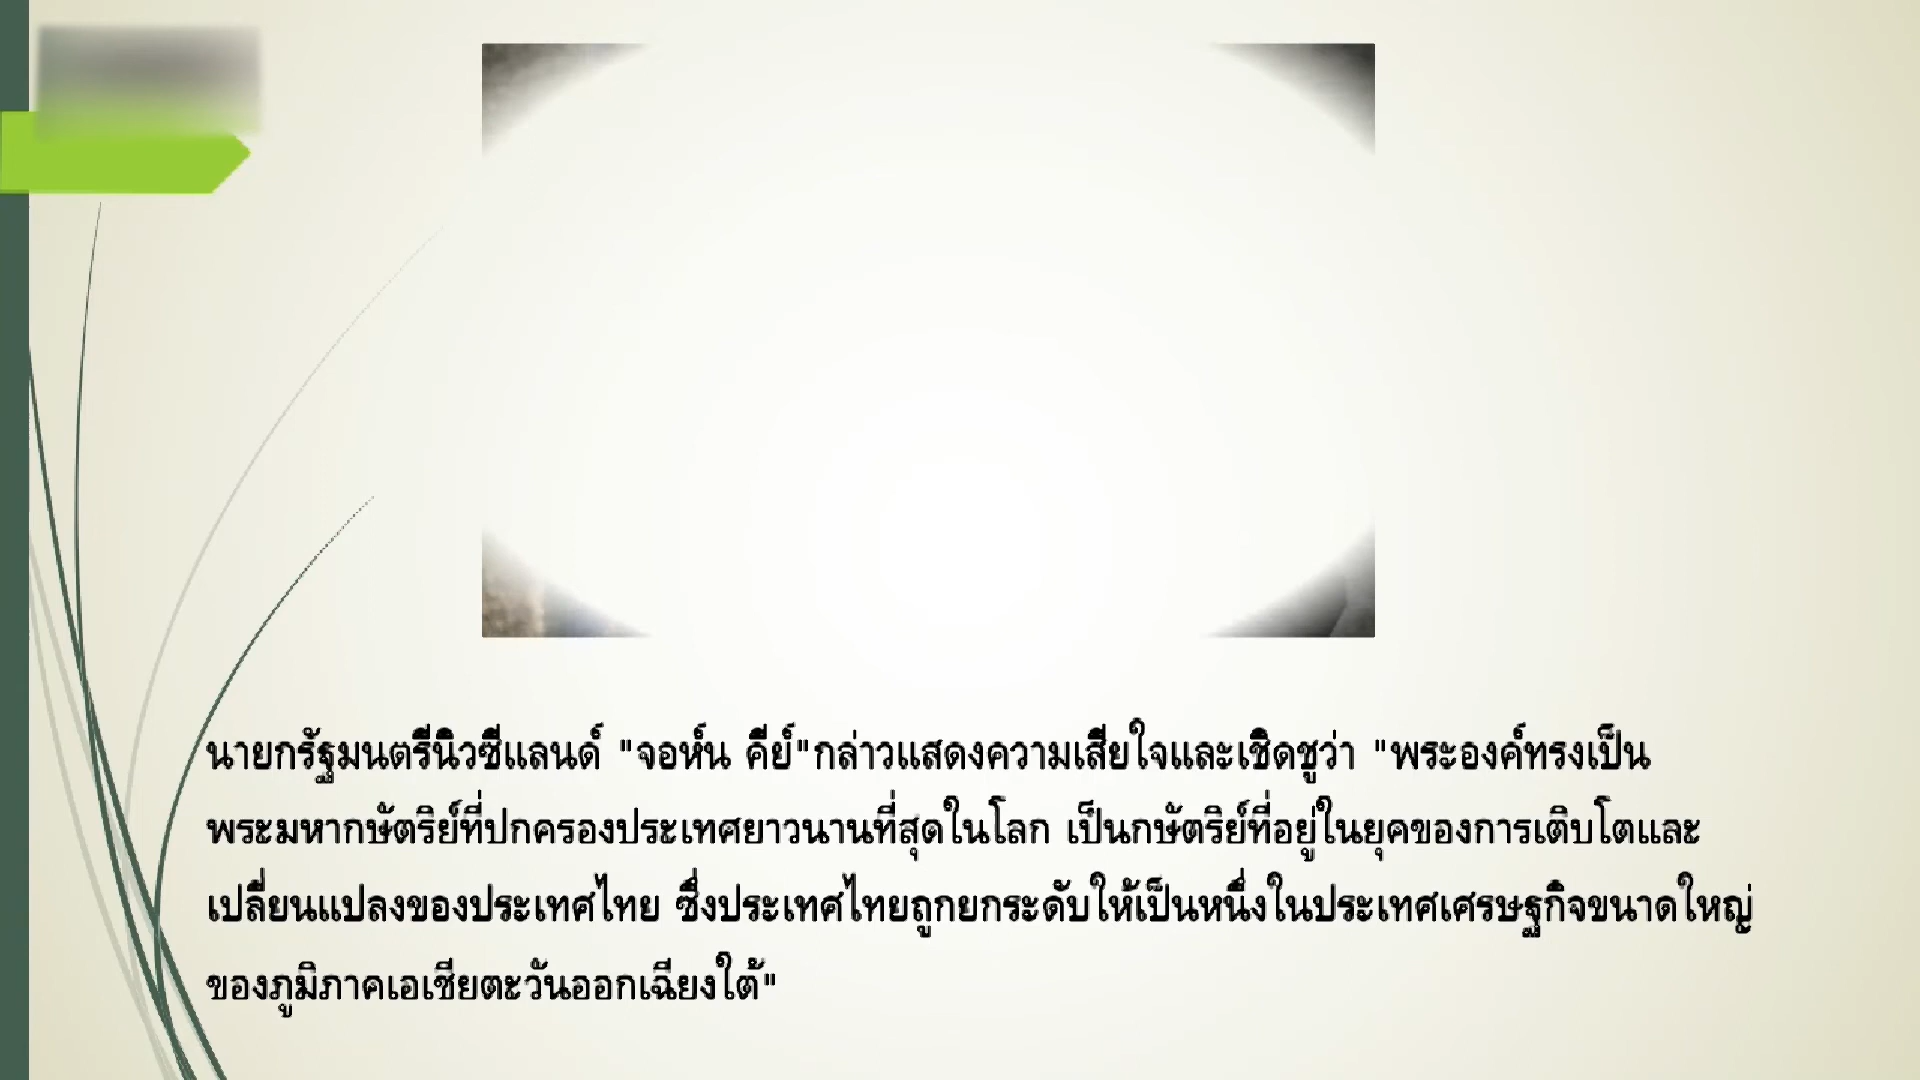 นายกรัฐมนตรีนิวซีแลนด์ "จอห์น คีย์"กล่าวแสดงความเสียใจและเชิดชูว่า "พระองค์ทรงเป็น
พระมหากษัตริย์ที่ปกครองประเทศยาวนานที่สุดในโลก เป็นกษัตริย์ที่อยู่ในยุคของการเติบโตและ
เปลี่ยนแปลงของประเทศไทย ซึ่งประเทศไทยถูกยกระดับให้เป็นหนึ่งในประเทศเศรษฐกิจขนาดใหญ่
ของภูมิภาคเอเชียตะวันออกเฉียงใต้"